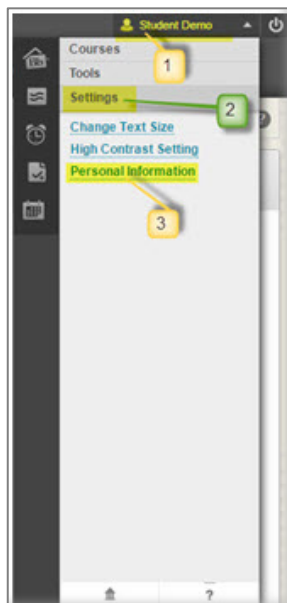 Student Demo
Courses
1
Tools
Settings
2
?
Change Text Size
High Contrast Setting
Personal Information
3
?